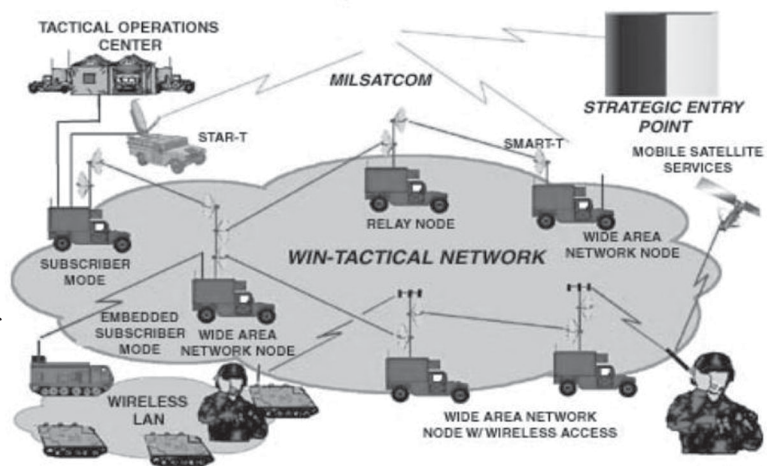 TACTICAL OPERATIONS
CENTER
MILSATCOM
STRATEGIC ENTRY
POINT
STAR-T
SMART-T
MOBILE SATELLITE
SERVICES
RELAY NODE
WIDE AREA
NETWORK NODE
SUBSCRIBER
MODE
WIN-TACTICAL NETWORK
EMBEDDED
SUBSCRIBER
MODE
WIDE AREA
NETWORK NODE
WIRELESS
LAN
WIDE AREA NETWORK
NODE W/ WIRELESS ACCESS